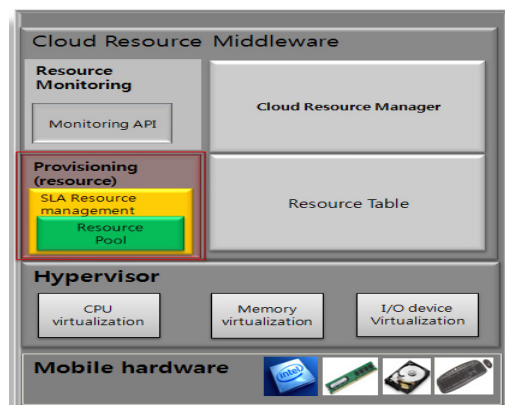 Cloud Resource Middleware
Resource
Monitoring
Monitoring API
Cloud Resource Manager
Provisioning
(resource)
SLA Resource
management
Resource
Pool
Resource Table
Hypervisor
CPU
virtualization
Memory
virtualization
I/O device
Virtualization
Mobile hardware
intel